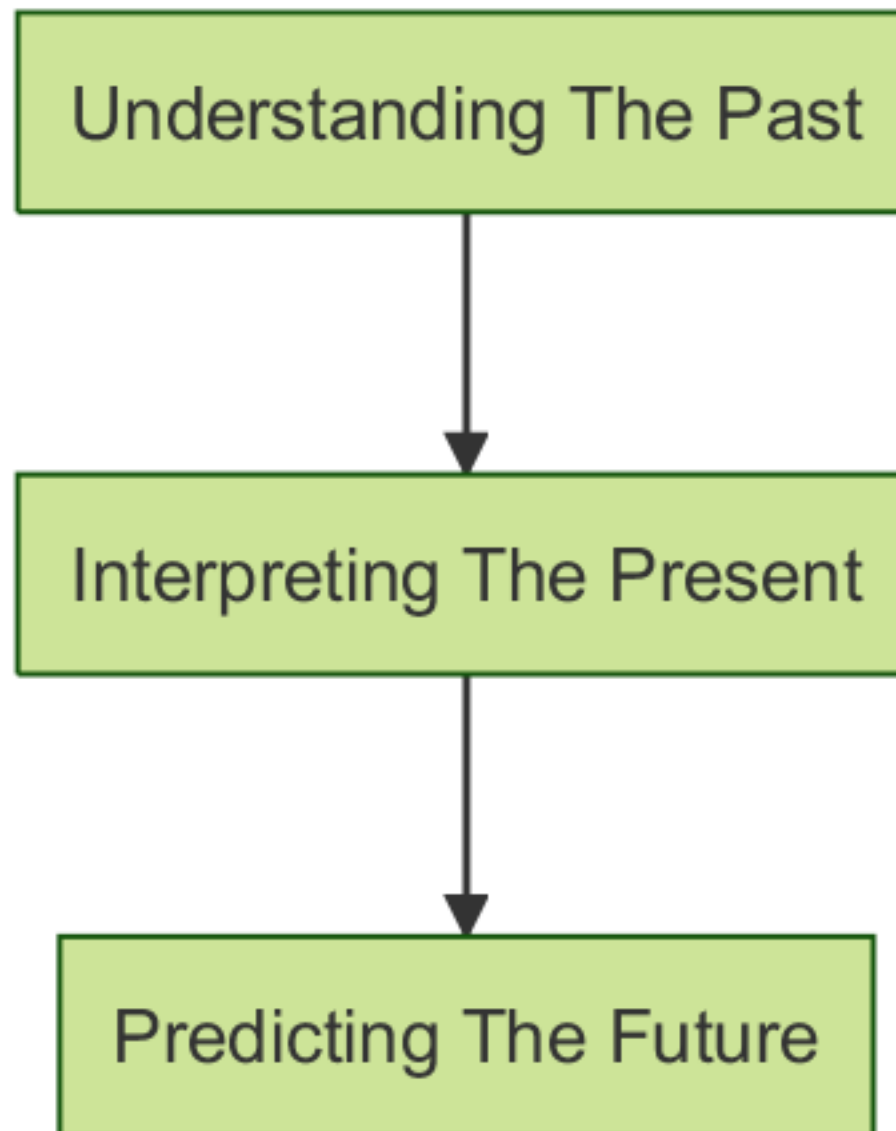 Understanding The Past
Interpreting The Present
Predicting The Future